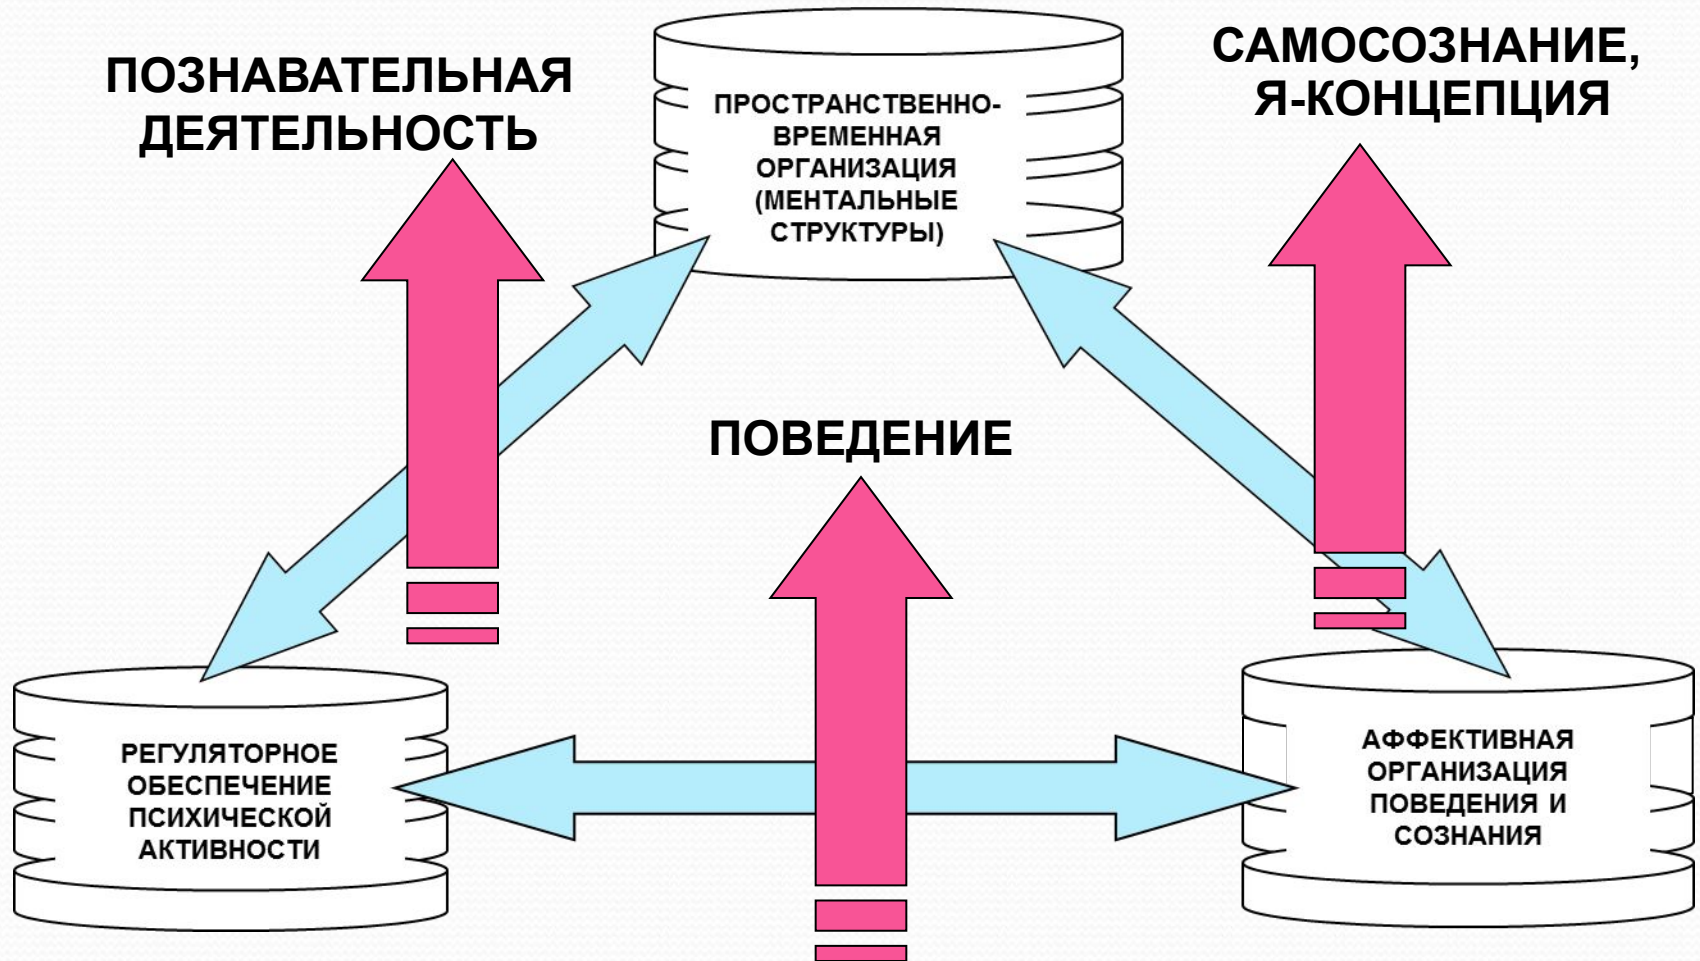 ПОЗНАВАТЕЛЬНАЯ
ДЕЯТЕЛЬНОСТЬ
ПРОСТРАНСТВЕННО-
ВРЕМЕННАЯ
ОРГАНИЗАЦИЯ
(МЕНТАЛЬНЫЕ
СТРУКТУРЫ)
САМОСОЗНАНИЕ,
Я-КОНЦЕПЦИЯ
ПОВЕДЕНИЕ
РЕГУЛЯТОРНОЕ
ОБЕСПЕЧЕНИЕ
ПСИХИЧЕСКОЙ
АКТИВНОСТИ
АФФЕКТИВНАЯ
ОРГАНИЗАЦИЯ
ПОВЕДЕНИЯ И
СОЗНАНИЯ